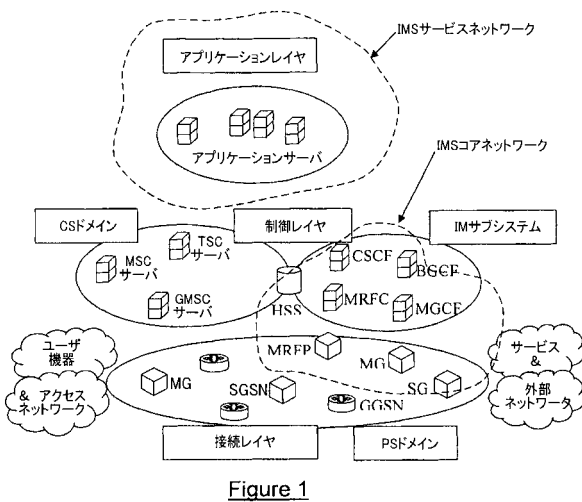 IMSサービスネットワーク
アプリケーションレイヤ
アプリケーションサーバ
IMSコアネットワーク
CSドメイン
制御レイヤ
IMサブシステム
TSC
サーバ
MSC
サーバ
GMSC
サーバ
HSS
CSCF
BGCF
MRFC
MGCF
ユーザ
機器
& アクセス
ネットワーク
MRFP
MG
MG
SGSN
SG
GGSN
サービス
&
外部
ネットワータ
接続レイヤ
PSドメイン
Figure 1